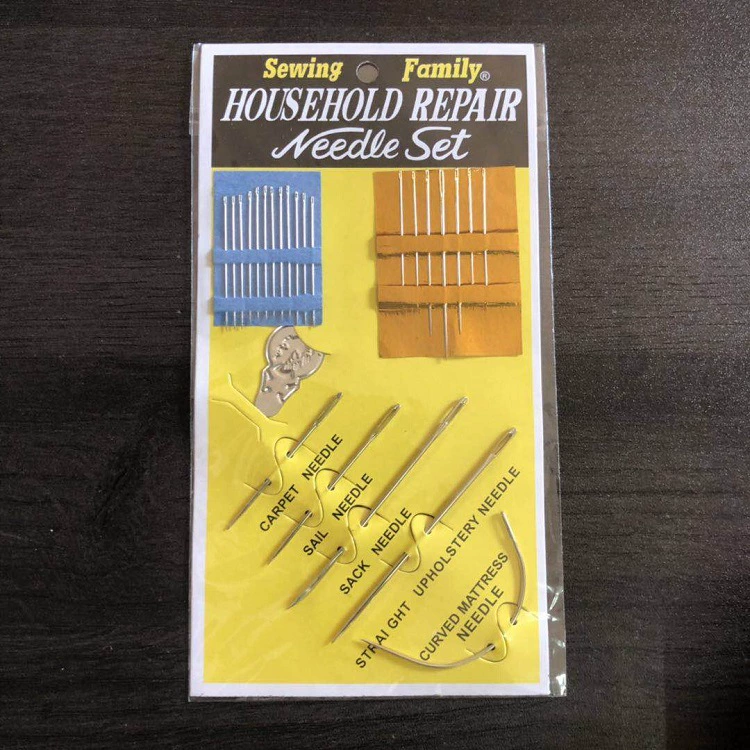 Sewing Family®
HOUSEHOLD REPAIR
Needle Set
CARPET NEEDLE
SAIL NEEDLE
SACK NEEDLE
STRAIGHT UPHOLSTERY NEEDLE
CURVED MATTRESS
NEEDLE